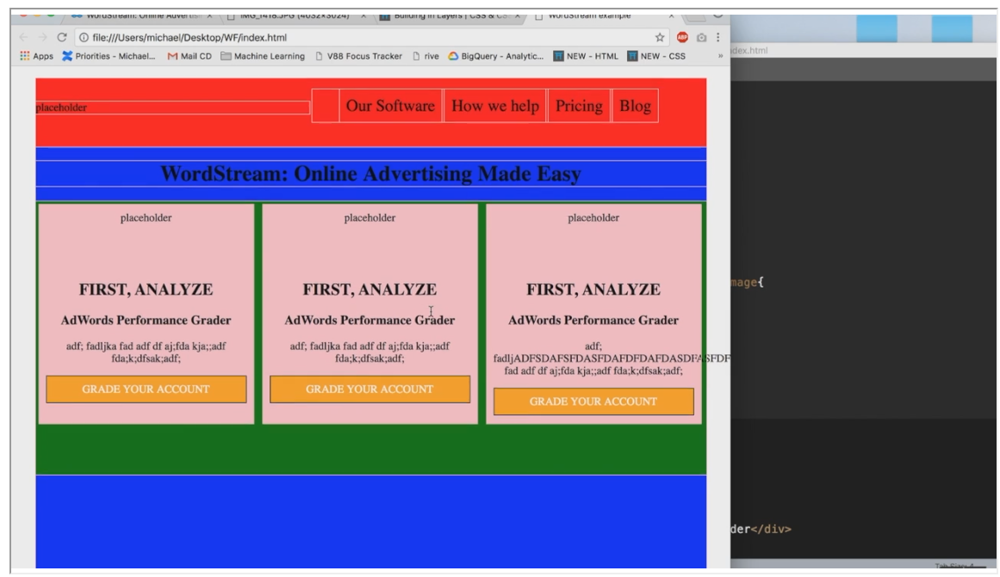 WordStream: Online Advertisi × IMG_1418.JPG (4032×3024) × Building in Layers | CSS & CS × WordStream example ×
file:///Users/michael/Desktop/WF/index.html
Apps Priorities - Michael... Mail CD Machine Learning V88 Focus Tracker rive BigQuery - Analytic... NEW - HTML NEW - CSS »
dex.html
placeholder
Our Software How we help Pricing Blog
WordStream: Online Advertising Made Easy
placeholder placeholder placeholder
mage{
FIRST, ANALYZE FIRST, ANALYZE FIRST, ANALYZE
AdWords Performance Grader AdWords Performance Grader AdWords Performance Grader
adf; fadljka fad adf df aj;fda kja;;adf
fda;k;dfsak;adf;
adf; fadljka fad adf df aj;fda kja;;adf
fda;k;dfsak;adf;
adf;
fadljADFSDAFSFDASFDAFDFDAFDASDFASFDF
fad adf df aj;fda kja;;adf fda;k;dfsak;adf;
GRADE YOUR ACCOUNT GRADE YOUR ACCOUNT GRADE YOUR ACCOUNT
der</div>